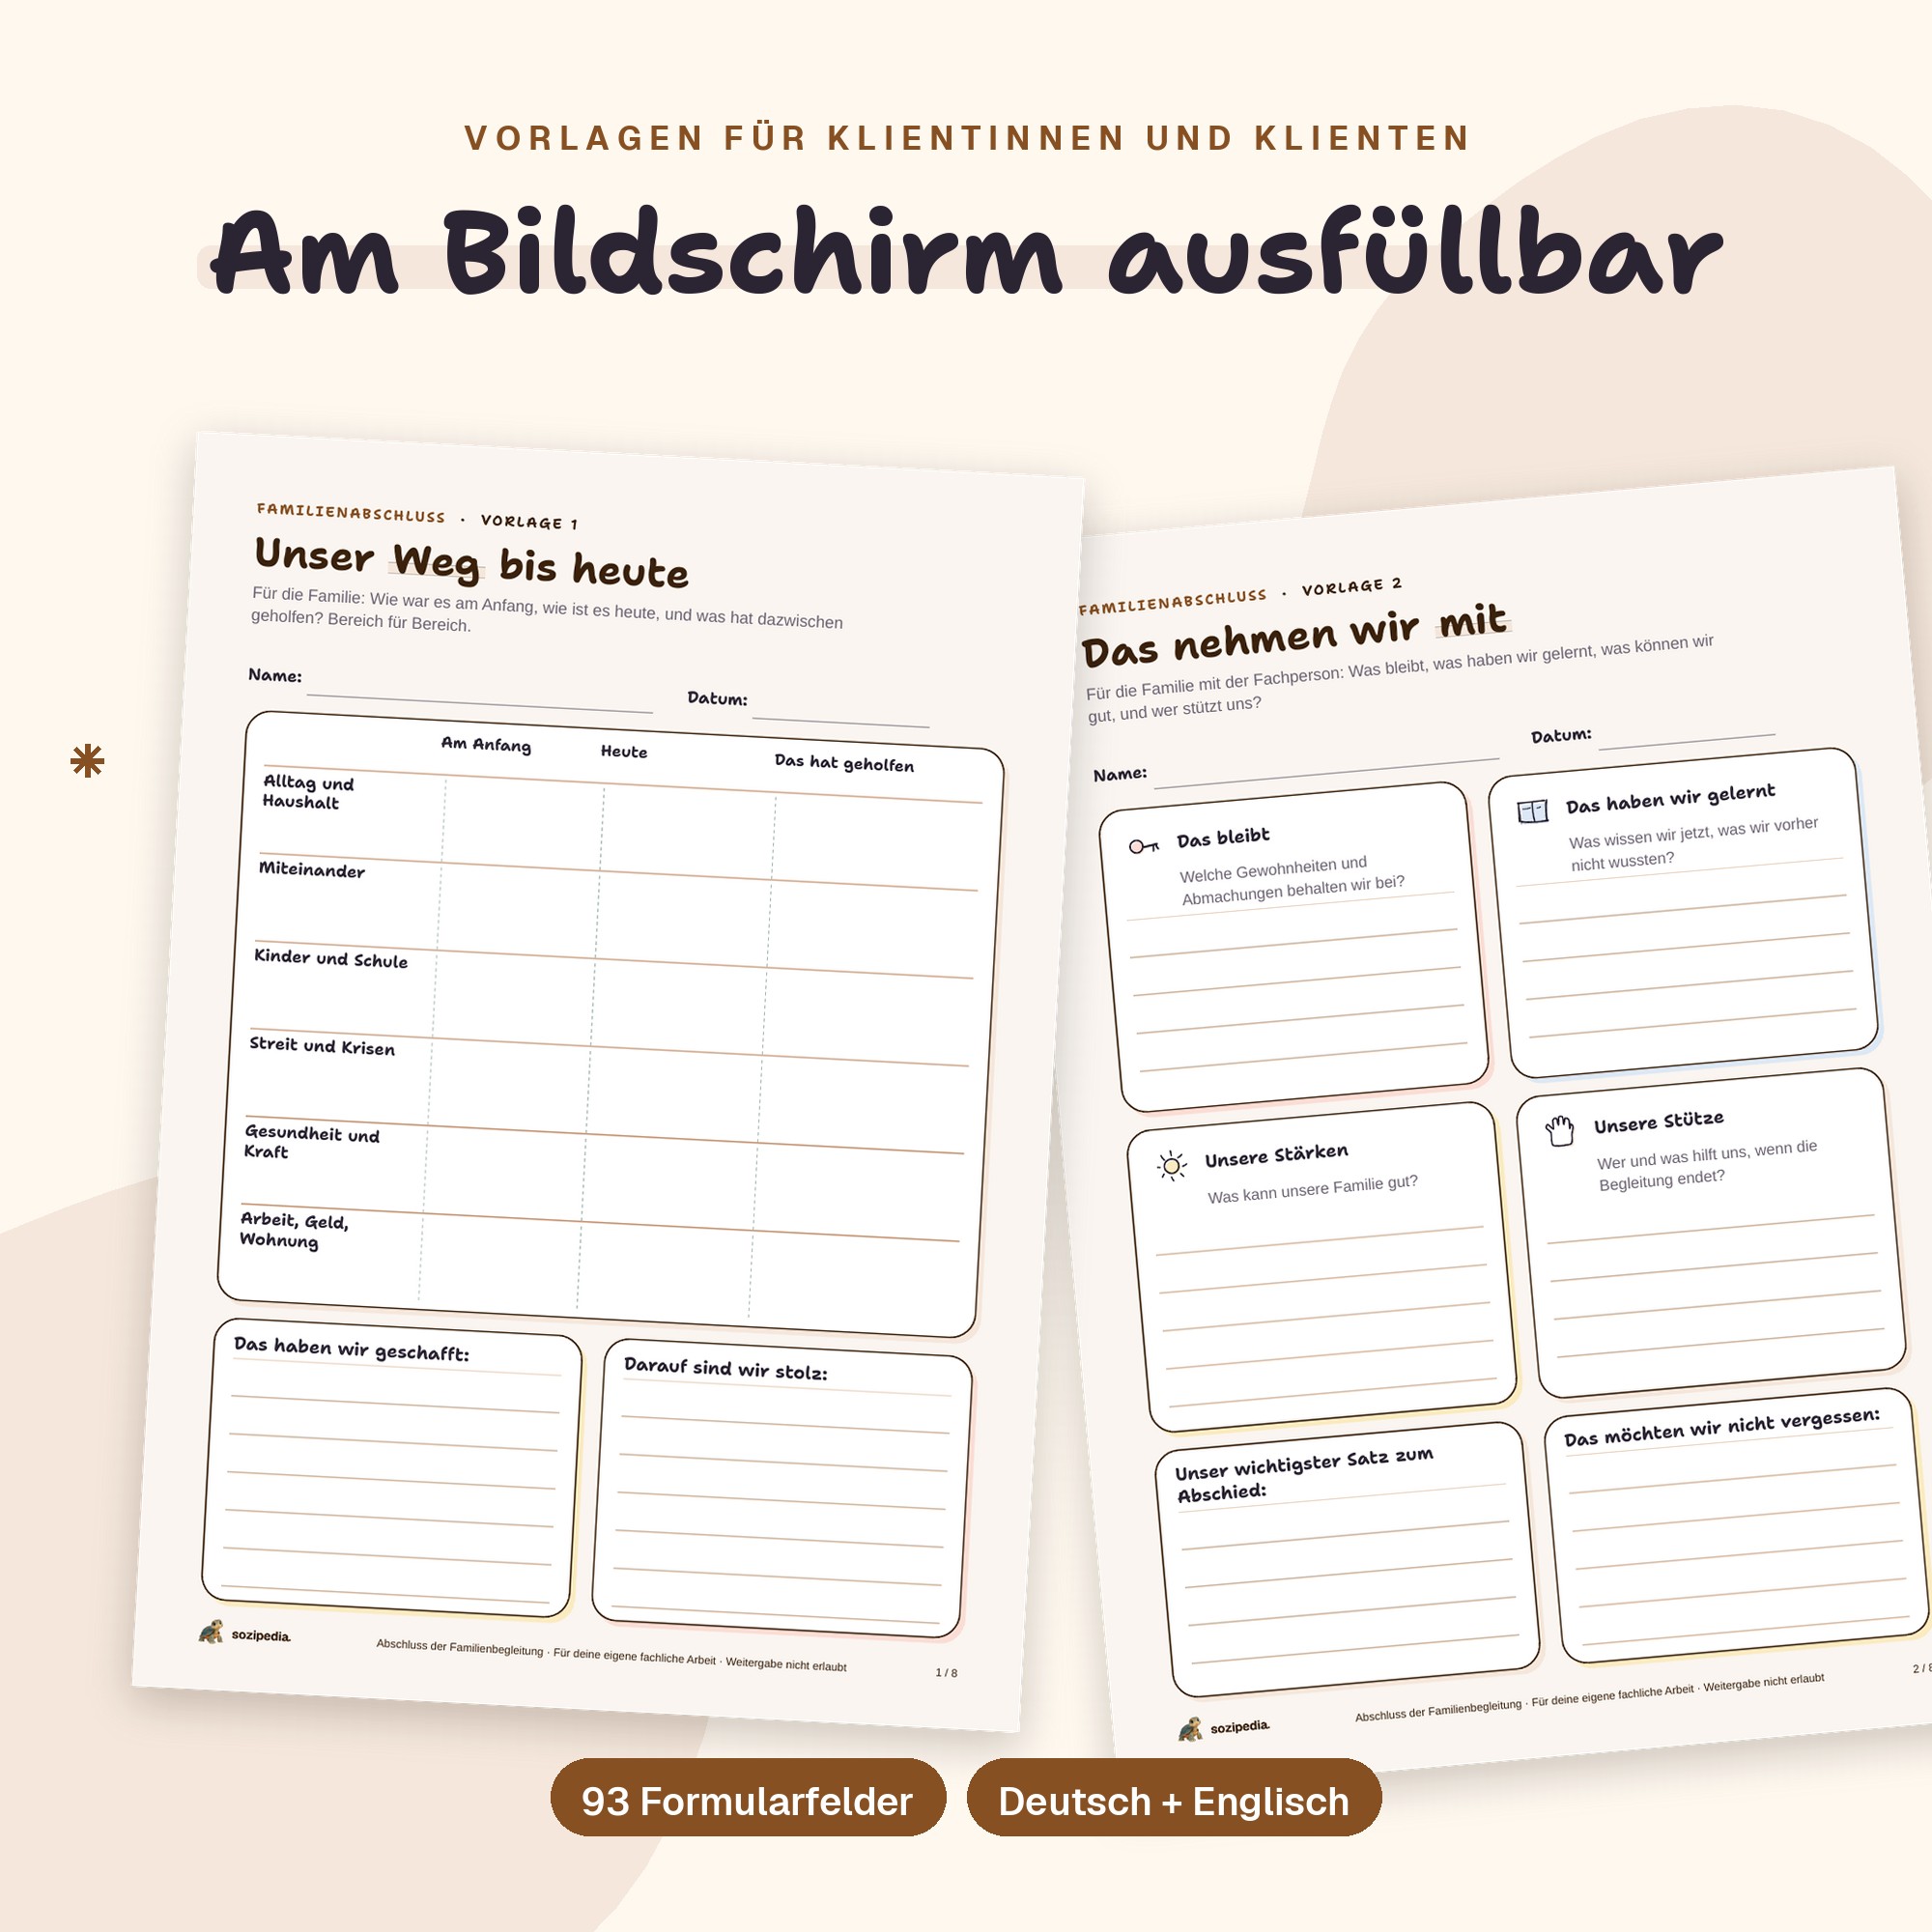 VORLAGEN FÜR KLIENTINNEN UND KLIENTEN
Am Bildschirm ausfüllbar
FAMILIENABSCHLUSS · VORLAGE 1
Unser Weg bis heute
Für die Familie: Wie war es am Anfang, wie ist es heute, und was hat dazwischen
geholfen? Bereich für Bereich.
Name:
Datum:
Am Anfang
Heute
Das hat geholfen
Alltag und
Haushalt
Miteinander
Kinder und Schule
Streit und Krisen
Gesundheit und
Kraft
Arbeit, Geld,
Wohnung
Das haben wir geschafft:
Darauf sind wir stolz:
sozipedia.
Abschluss der Familienbegleitung · Für deine eigene fachliche Arbeit · Weitergabe nicht erlaubt
1 / 8
FAMILIENABSCHLUSS · VORLAGE 2
Das nehmen wir mit
Für die Familie mit der Fachperson: Was bleibt, was haben wir gelernt, was können wir
gut, und wer stützt uns?
Name:
Datum:
Das bleibt
Welche Gewohnheiten und
Abmachungen behalten wir bei?
Das haben wir gelernt
Was wissen wir jetzt, was wir vorher
nicht wussten?
Unsere Stärken
Was kann unsere Familie gut?
Unsere Stütze
Wer und was hilft uns, wenn die
Begleitung endet?
Unser wichtigster Satz zum
Abschied:
Das möchten wir nicht vergessen:
sozipedia.
Abschluss der Familienbegleitung · Für deine eigene fachliche Arbeit · Weitergabe nicht erlaubt
2 / 8
93 Formularfelder
Deutsch + Englisch